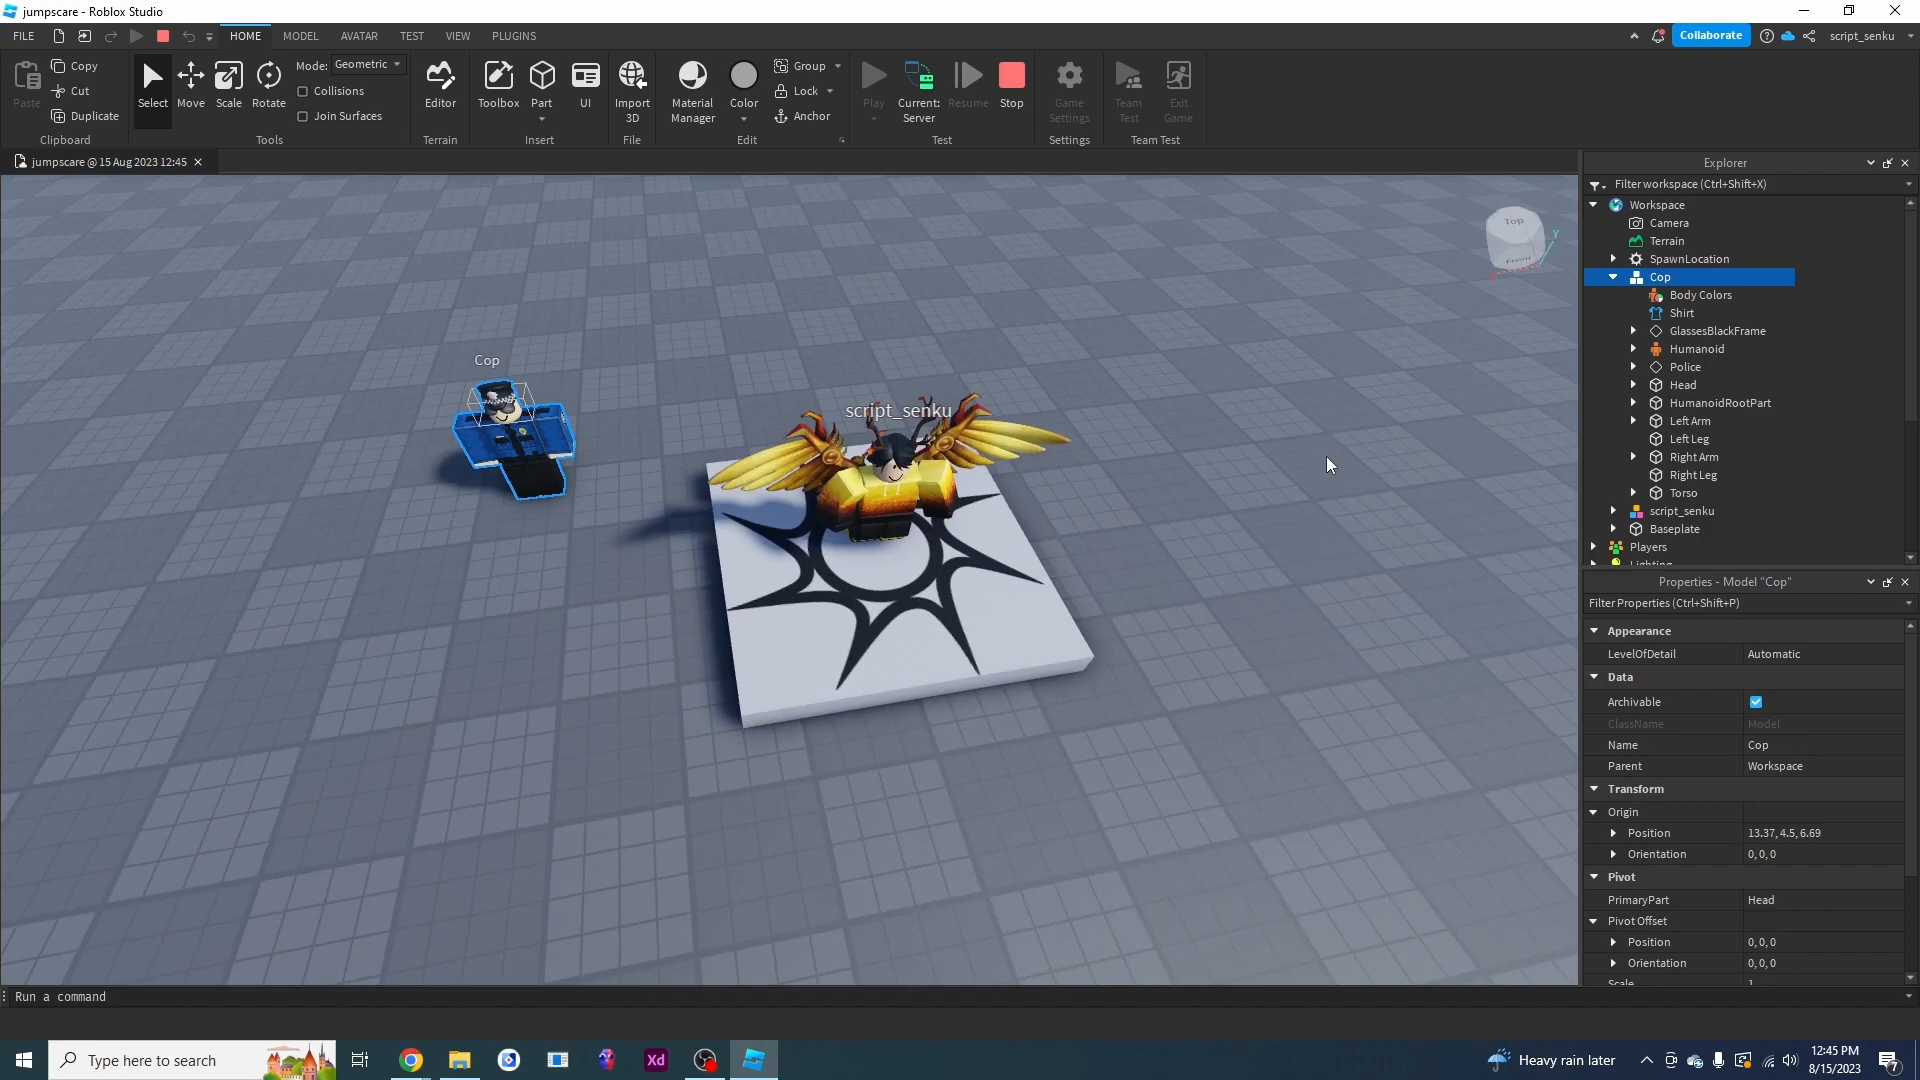 jumpscare - Roblox Studio
FILE HOME MODEL AVATAR TEST VIEW PLUGINS Collaborate script_senku
Paste Copy Cut Duplicate Clipboard
Select Move Scale Rotate Mode: Geometric Collisions Join Surfaces Tools
Editor Terrain
Toolbox Part UI Insert
Import 3D File
Material Manager Color Group Lock Anchor Edit
Play Current: Server Resume Stop Test
Game Settings Settings
Team Test Exit Game Team Test
jumpscare @ 15 Aug 2023 12:45
Cop
script_senku
Top
Front
Y
Explorer
Filter workspace (Ctrl+Shift+X)
Workspace
Camera
Terrain
SpawnLocation
Cop
Body Colors
Shirt
GlassesBlackFrame
Humanoid
Police
Head
HumanoidRootPart
Left Arm
Left Leg
Right Arm
Right Leg
Torso
script_senku
Baseplate
Players
Lighting
Properties - Model "Cop"
Filter Properties (Ctrl+Shift+P)
Appearance
LevelOfDetail Automatic
Data
Archivable
ClassName Model
Name Cop
Parent Workspace
Transform
Origin
Position 13.37, 4.5, 6.69
Orientation 0, 0, 0
Pivot
PrimaryPart Head
Pivot Offset
Position 0, 0, 0
Orientation 0, 0, 0
Scale 1
Run a command
Type here to search
Xd
Heavy rain later
12:45 PM
8/15/2023
7